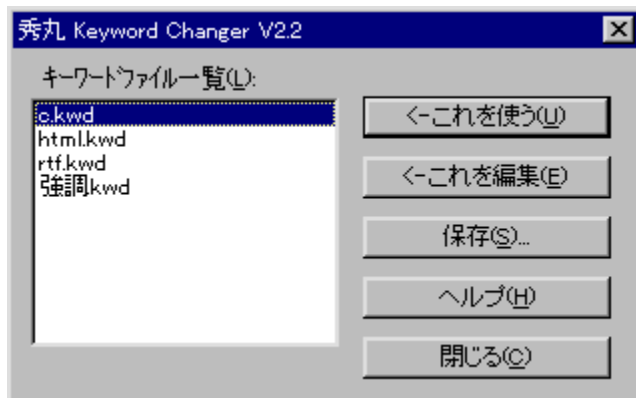 秀丸 Keyword Changer V2.2
キーワードファイル一覧(L):
c.kwd
html.kwd
rtf.kwd
強調.kwd
<-これを使う(U)
<-これを編集(E)
保存(S)...
ヘルプ(H)
閉じる(C)